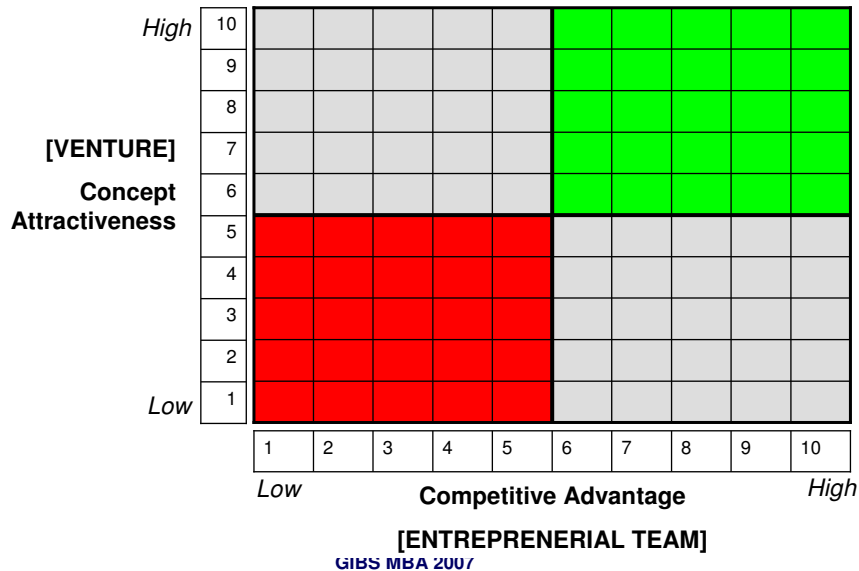 High 10
9
8
[VENTURE] 7
Concept 6
Attractiveness 5
4
3
2
Low 1
1 2 3 4 5 6 7 8 9 10
Low Competitive Advantage High
[ENTREPRENERIAL TEAM]
GIBS MBA 2007